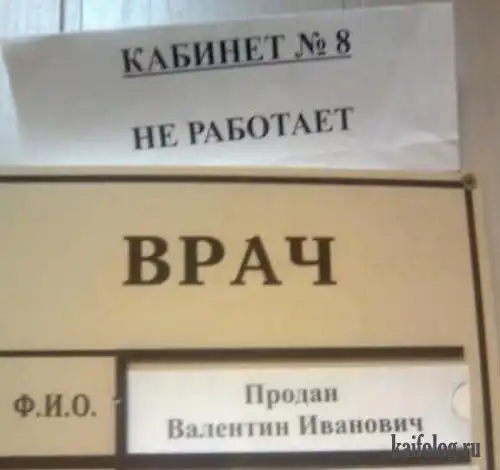 КАБИНЕТ № 8
НЕ РАБОТАЕТ
ВРАЧ
Ф.И.О.
Продан
Валентин Иванович
kaifolog.ru